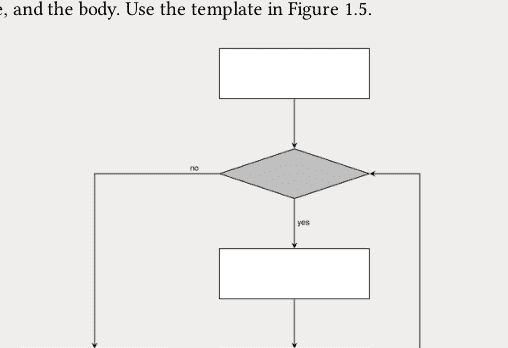 e, and the body. Use the template in Figure 1.5.
no
yes